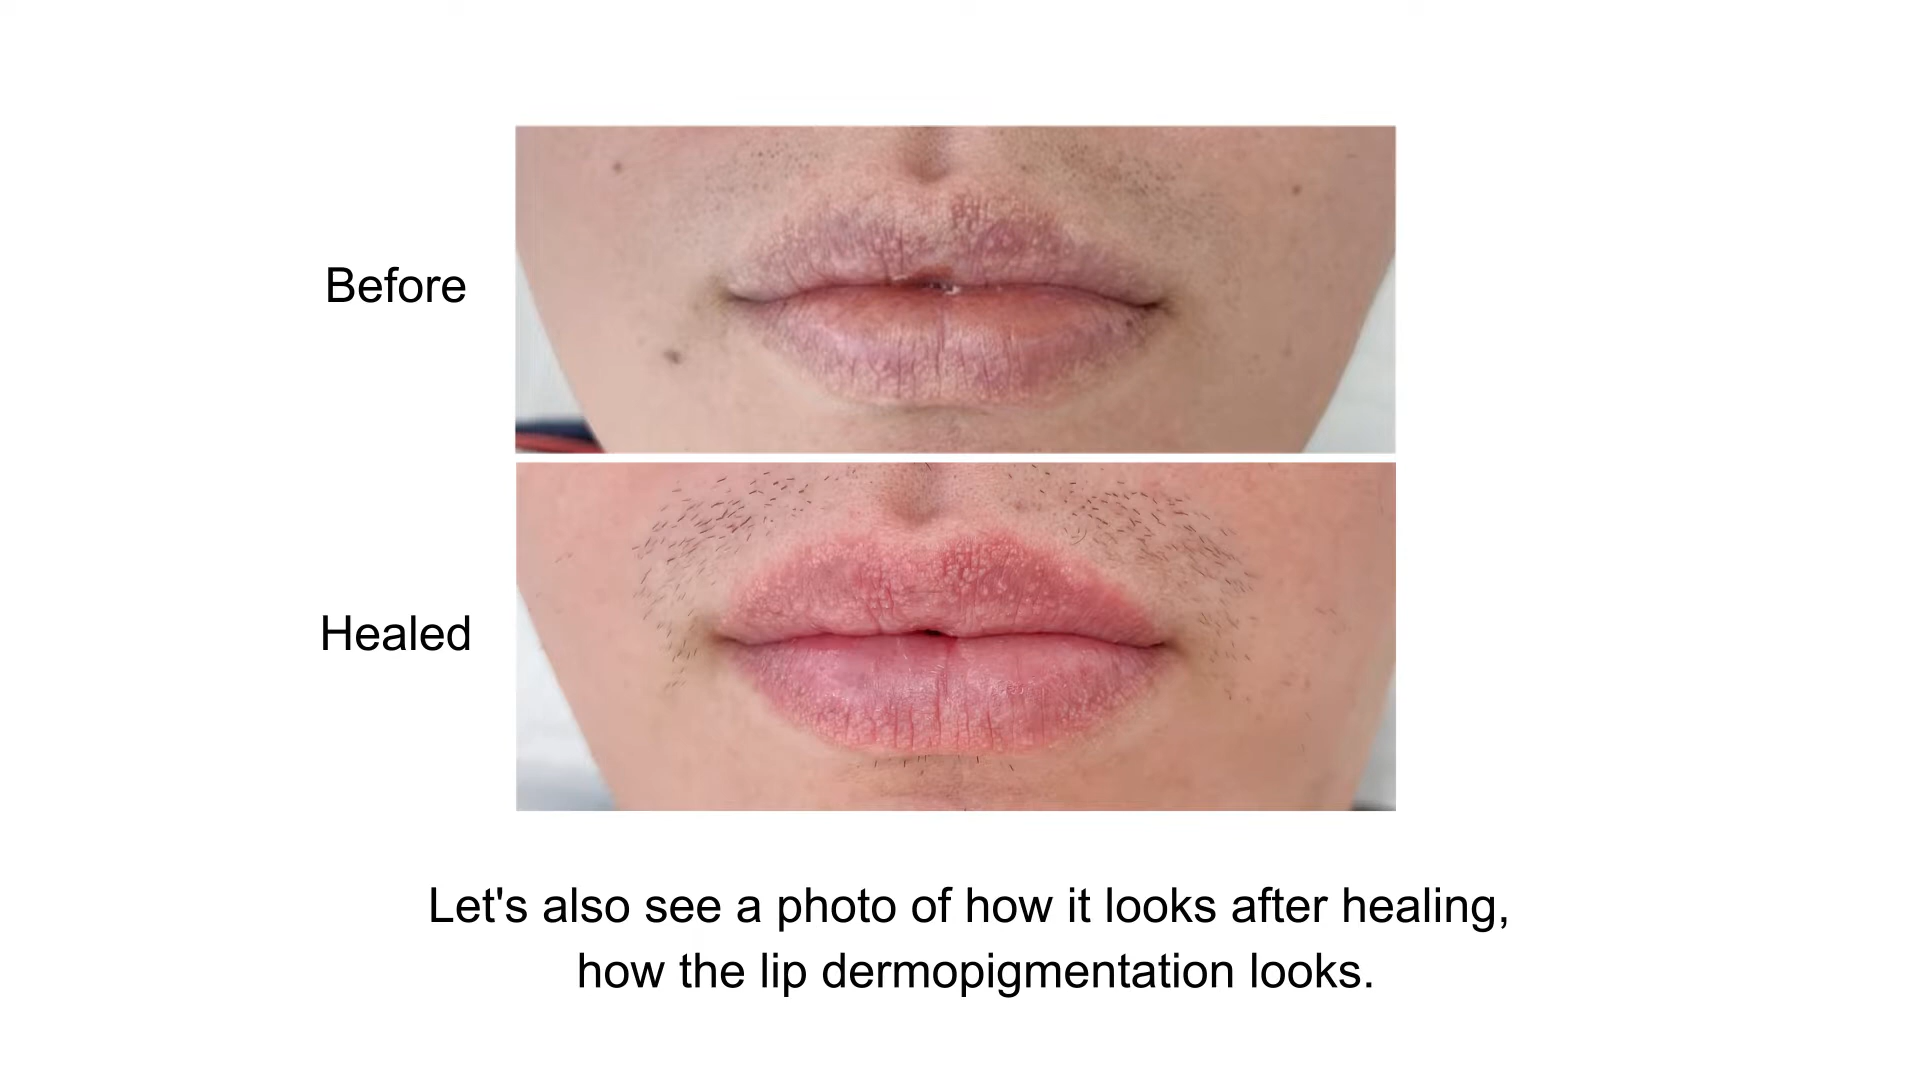 Before
Healed
Let's also see a photo of how it looks after healing,
how the lip dermopigmentation looks.